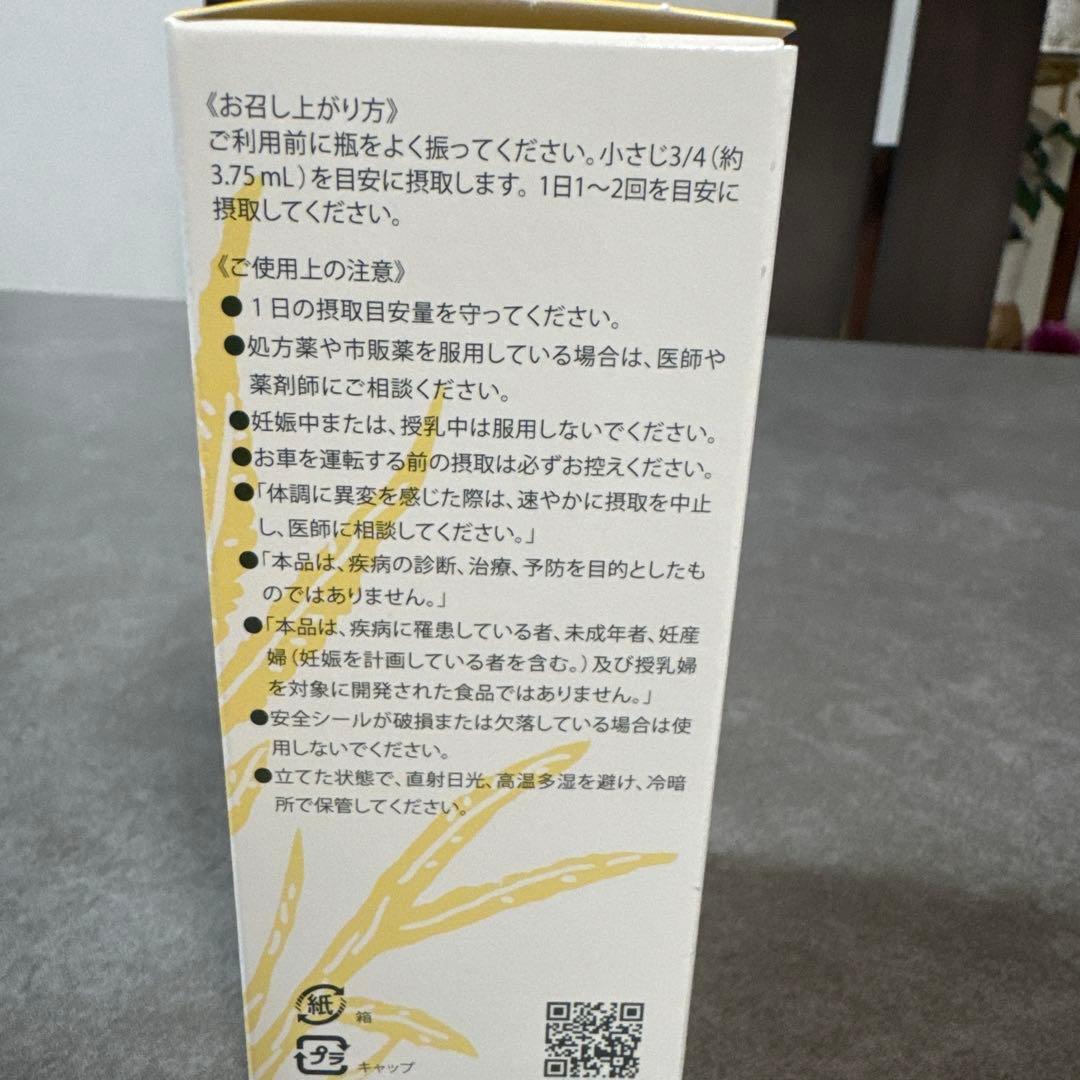 《お召し上がり方》
ご利用前に瓶をよく振ってください。小さじ3/4（約
3.75mL）を目安に摂取します。1日1〜2回を目安に
摂取してください。
《ご使用上の注意》
●1日の摂取目安量を守ってください。
●処方薬や市販薬を服用している場合は、医師や
薬剤師にご相談ください。
●妊娠中または、授乳中は服用しないでください。
●お車を運転する前の摂取は必ずお控えください。
●「体調に異変を感じた際は、速やかに摂取を中止
し、医師に相談してください。」
●「本品は、疾病の診断、治療、予防を目的としたも
のではありません。」
●「本品は、疾病に罹患している者、未成年者、妊産
婦（妊娠を計画している者を含む。）及び授乳婦
を対象に開発された食品ではありません。」
●安全シールが破損または欠落している場合は使
用しないでください。
●立てた状態で、直射日光、高温多湿を避け、冷暗
所で保管してください。
紙 箱
プラ キャップ